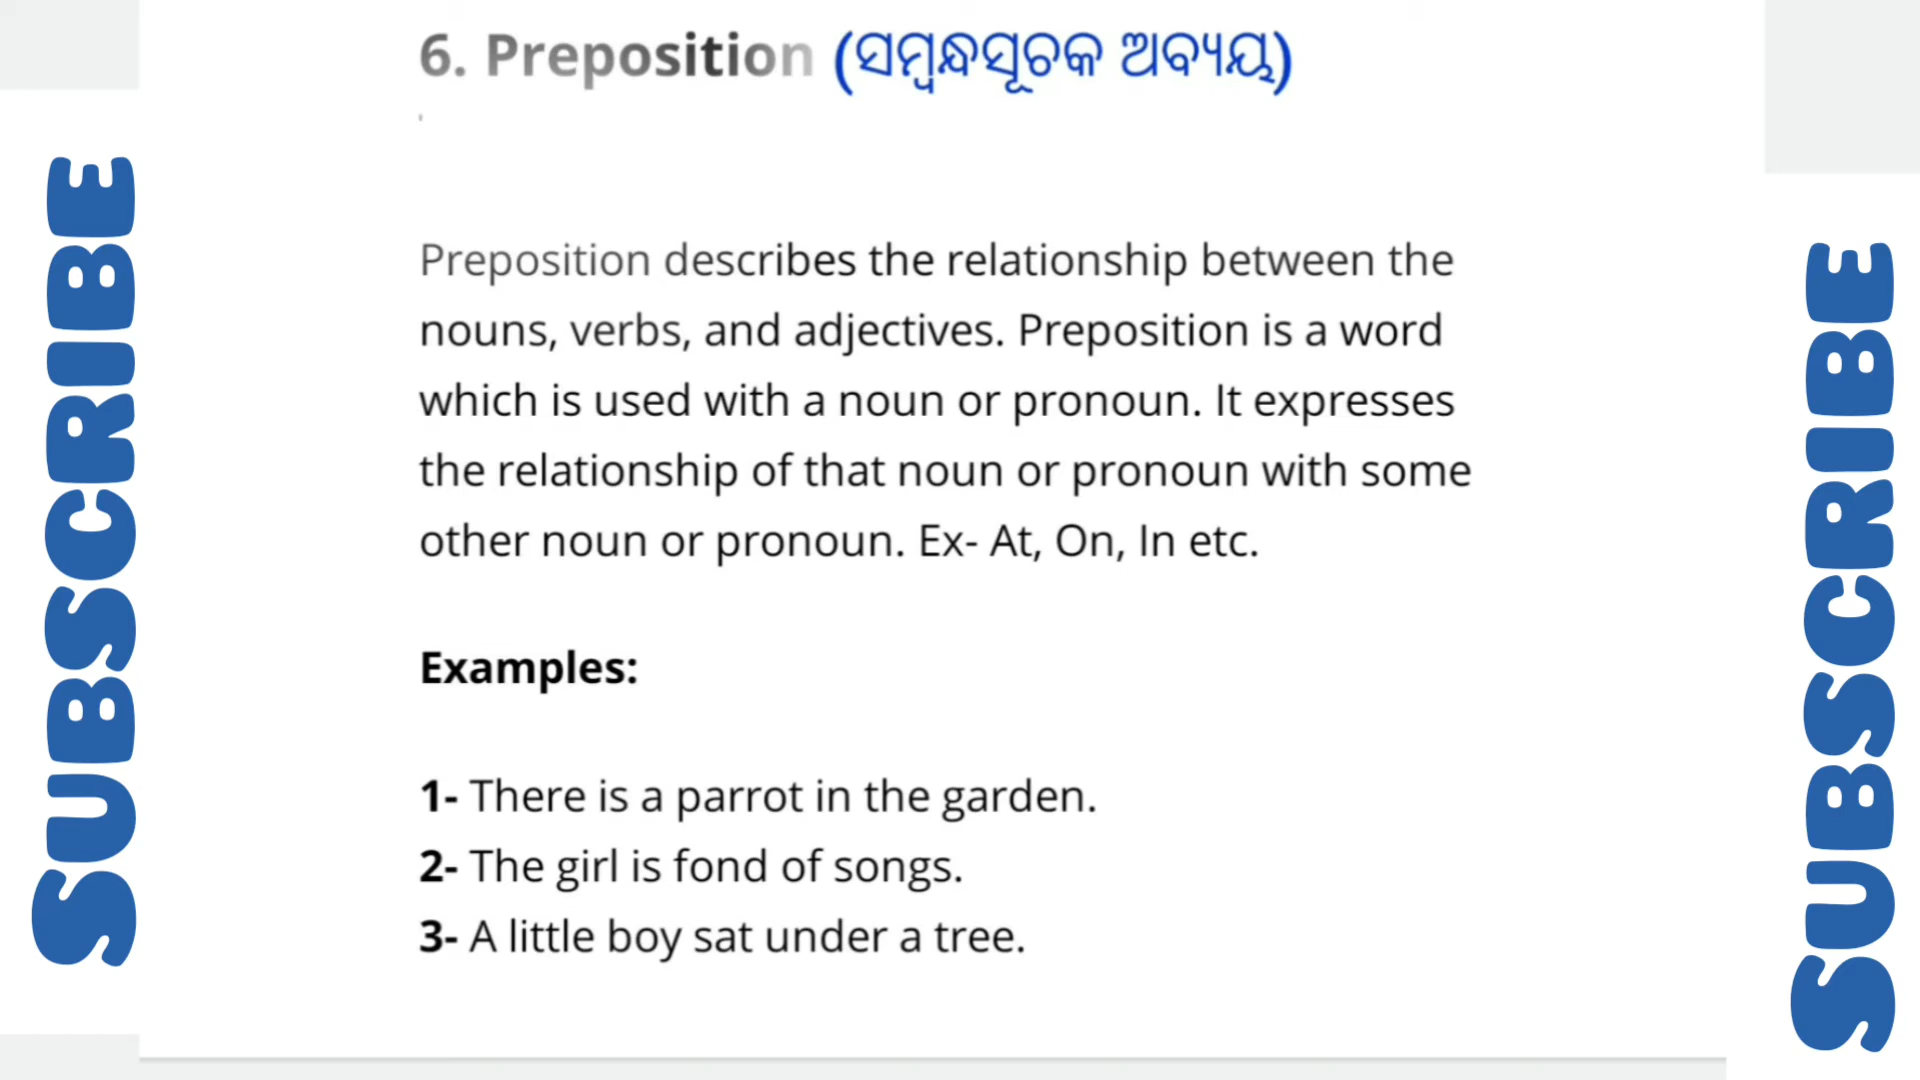 6. Preposition (ସମ୍ବନ୍ଧସୂଚକ ଅବ୍ୟୟ)
Preposition describes the relationship between the
nouns, verbs, and adjectives. Preposition is a word
which is used with a noun or pronoun. It expresses
the relationship of that noun or pronoun with some
other noun or pronoun. Ex- At, On, In etc.
Examples:
1- There is a parrot in the garden.
2- The girl is fond of songs.
3- A little boy sat under a tree.
SUBSCRIBE
SUBSCRIBE